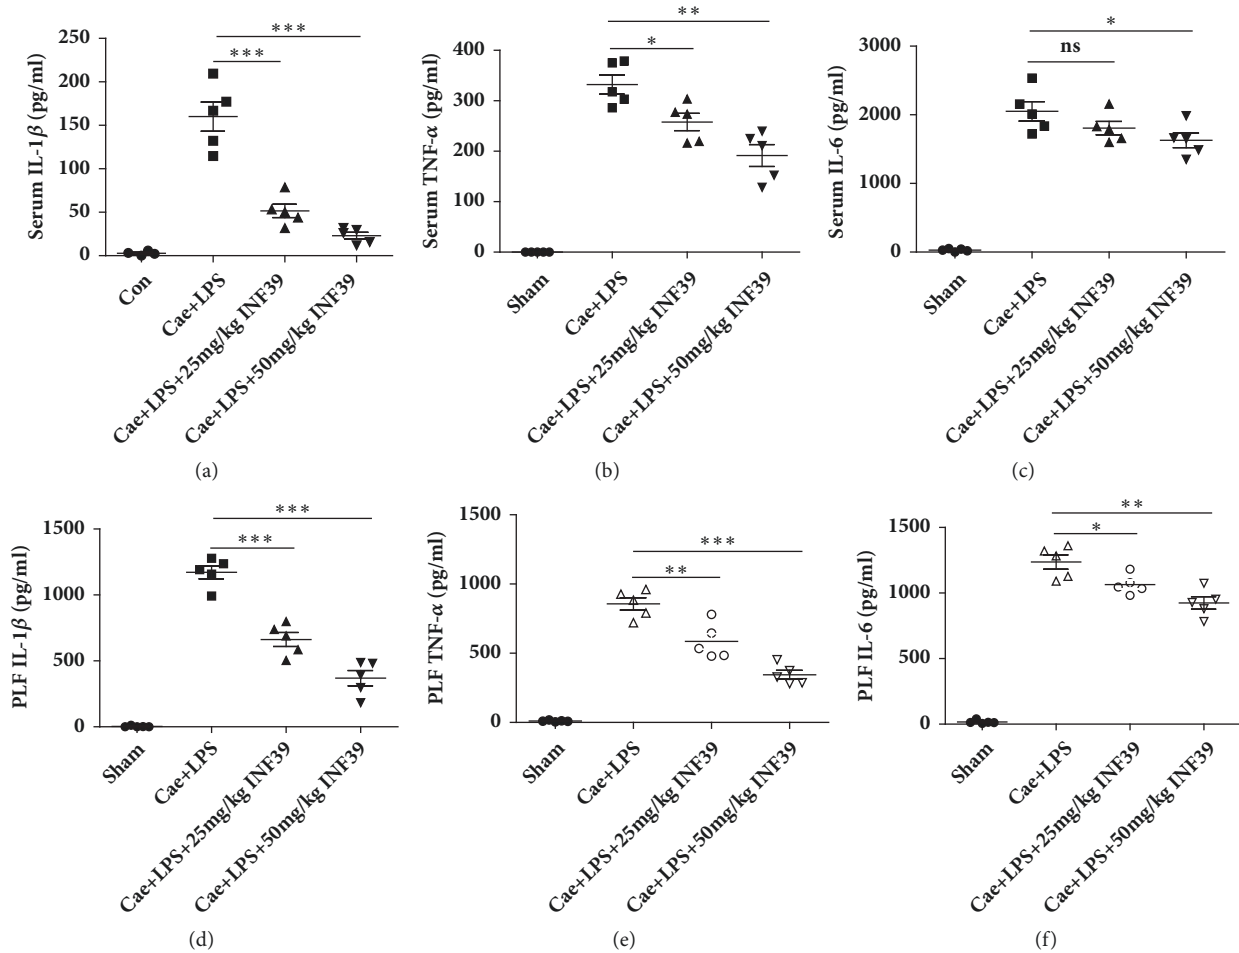 ***
***
250
200
150
100
50
0
Serum IL-1β (pg/ml)
Con
Cae+LPS
Cae+LPS+25mg/kg INF39
Cae+LPS+50mg/kg INF39
(a)
**
*
400
300
200
100
0
Serum TNF-α (pg/ml)
Sham
Cae+LPS
Cae+LPS+25mg/kg INF39
Cae+LPS+50mg/kg INF39
(b)
*
ns
3000
2000
1000
0
Serum IL-6 (pg/ml)
Sham
Cae+LPS
Cae+LPS+25mg/kg INF39
Cae+LPS+50mg/kg INF39
(c)
***
***
1500
1000
500
0
PLF IL-1β (pg/ml)
Sham
Cae+LPS
Cae+LPS+25mg/kg INF39
Cae+LPS+50mg/kg INF39
(d)
***
**
1500
1000
500
0
PLF TNF-α (pg/ml)
Sham
Cae+LPS
Cae+LPS+25mg/kg INF39
Cae+LPS+50mg/kg INF39
(e)
**
*
1500
1000
500
0
PLF IL-6 (pg/ml)
Sham
Cae+LPS
Cae+LPS+25mg/kg INF39
Cae+LPS+50mg/kg INF39
(f)